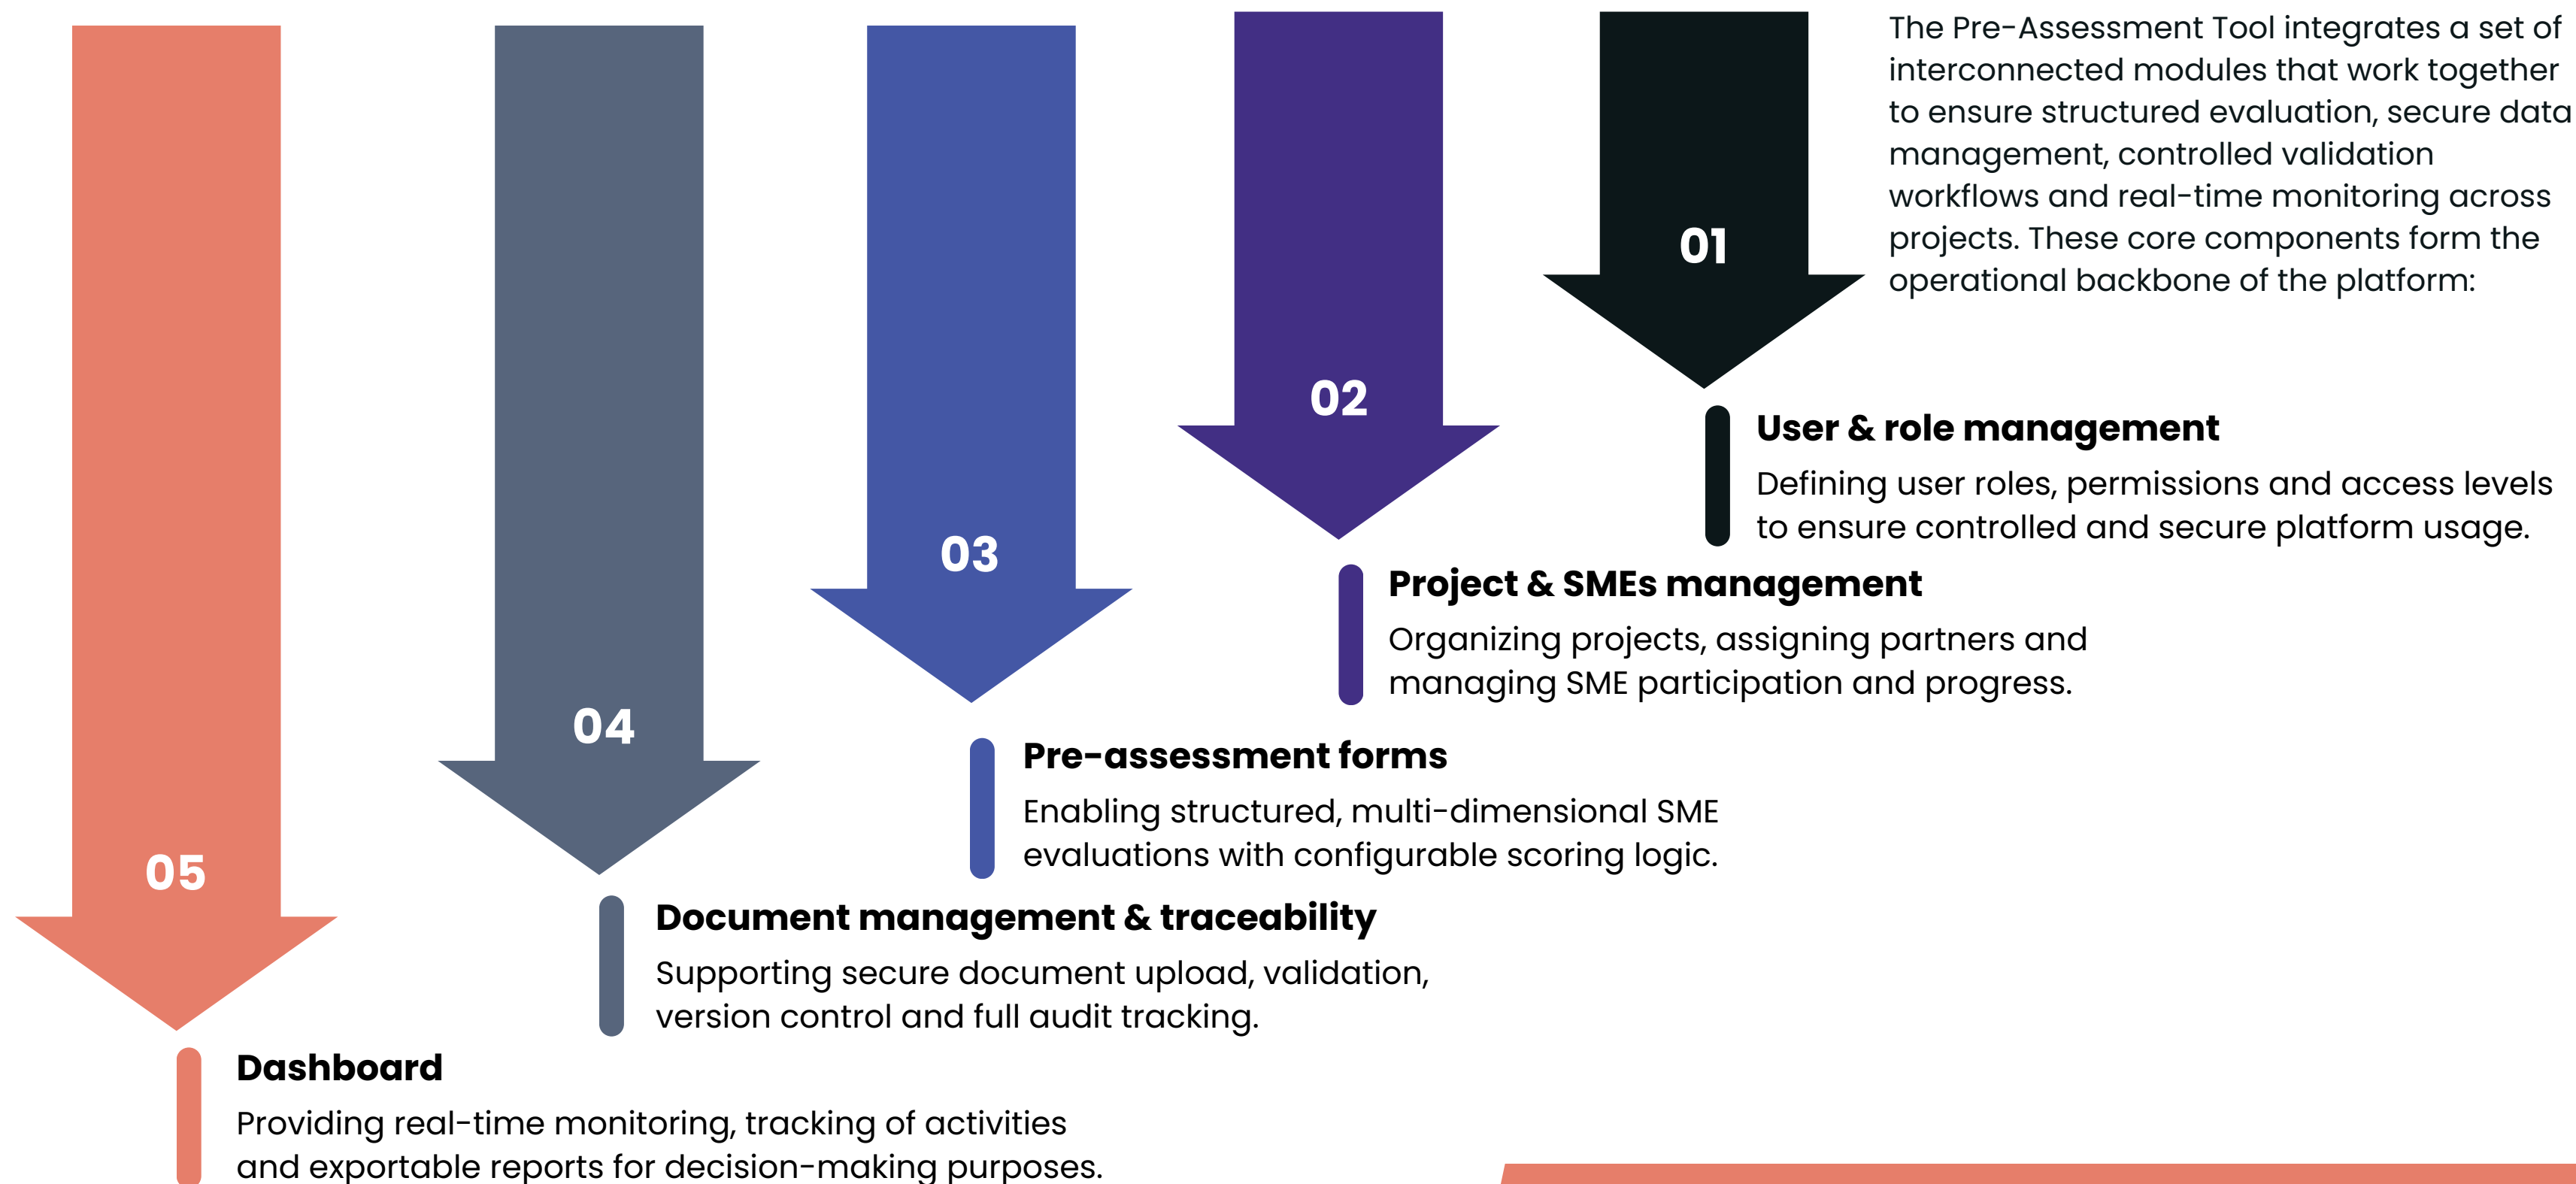 The Pre-Assessment Tool integrates a set of
interconnected modules that work together
to ensure structured evaluation, secure data
management, controlled validation
workflows and real-time monitoring across
projects. These core components form the
operational backbone of the platform:
01
User & role management
Defining user roles, permissions and access levels
to ensure controlled and secure platform usage.
02
Project & SMEs management
Organizing projects, assigning partners and
managing SME participation and progress.
03
Pre-assessment forms
Enabling structured, multi-dimensional SME
evaluations with configurable scoring logic.
04
Document management & traceability
Supporting secure document upload, validation,
version control and full audit tracking.
05
Dashboard
Providing real-time monitoring, tracking of activities
and exportable reports for decision-making purposes.